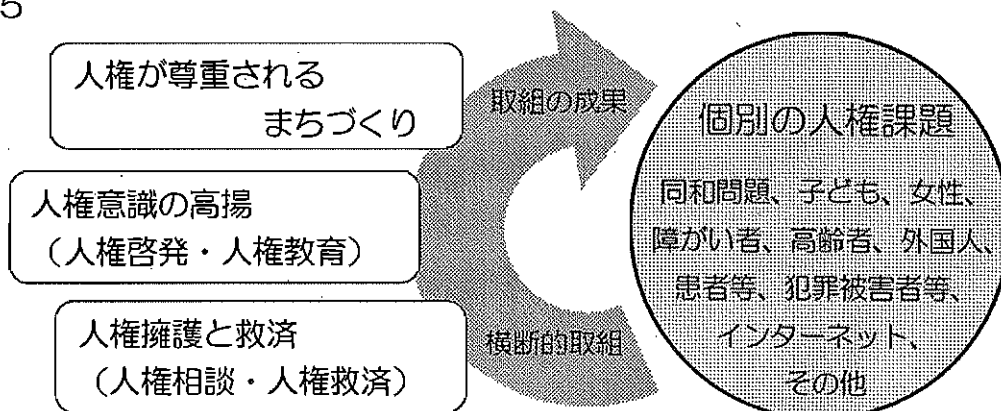 5
人権が尊重される
まちづくり
人権意識の高揚
（人権啓発・人権教育）
人権擁護と救済
（人権相談・人権救済）
取組の成果
横断的取組
個別の人権課題
同和問題、子ども、女性、
障がい者、高齢者、外国人、
患者等、犯罪被害者等、
インターネット、
その他